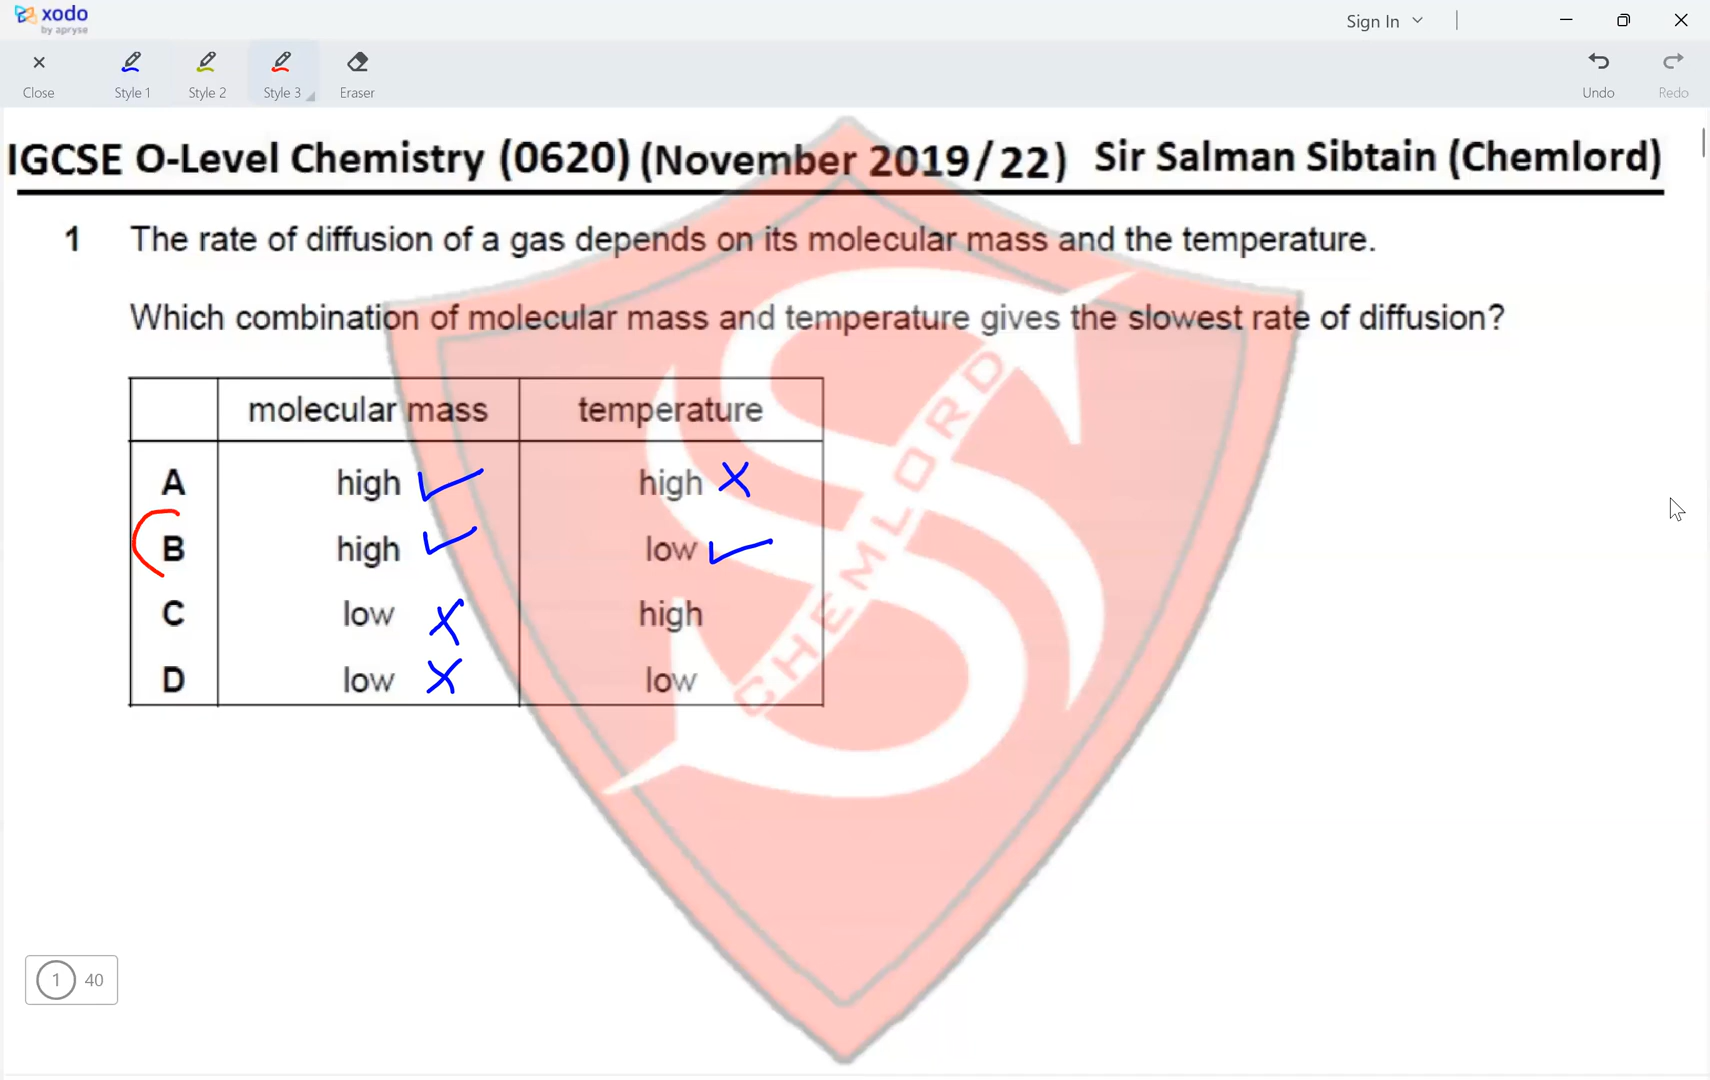 xodo
by apryse
Sign In
Close Style 1 Style 2 Style 3 Eraser Undo Redo
IGCSE O-Level Chemistry (0620) (November 2019/22) Sir Salman Sibtain (Chemlord)
1 The rate of diffusion of a gas depends on its molecular mass and the temperature.
Which combination of molecular mass and temperature gives the slowest rate of diffusion?
molecular mass temperature
A high high
B high low
C low high
D low low
CHEMLORD
1 40